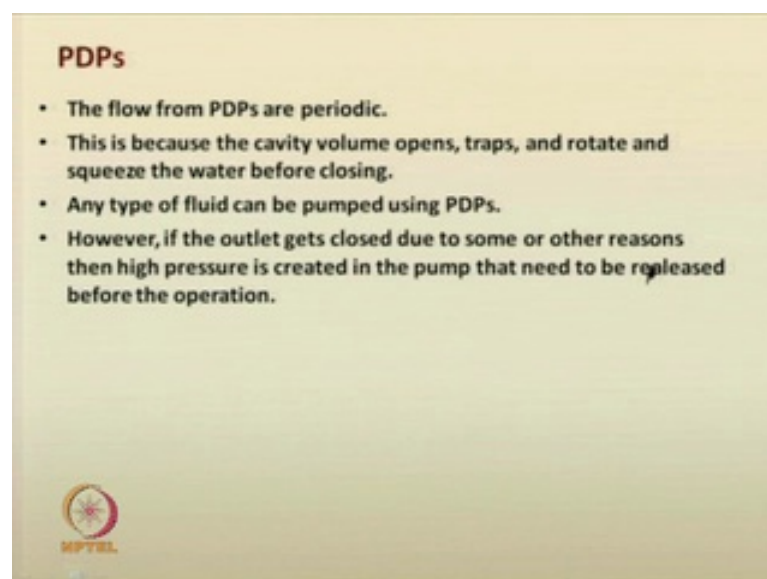 PDPs
• The flow from PDPs are periodic.
• This is because the cavity volume opens, traps, and rotate and
squeeze the water before closing.
• Any type of fluid can be pumped using PDPs.
• However, if the outlet gets closed due to some or other reasons
then high pressure is created in the pump that need to be
before the operation.
NPTEL